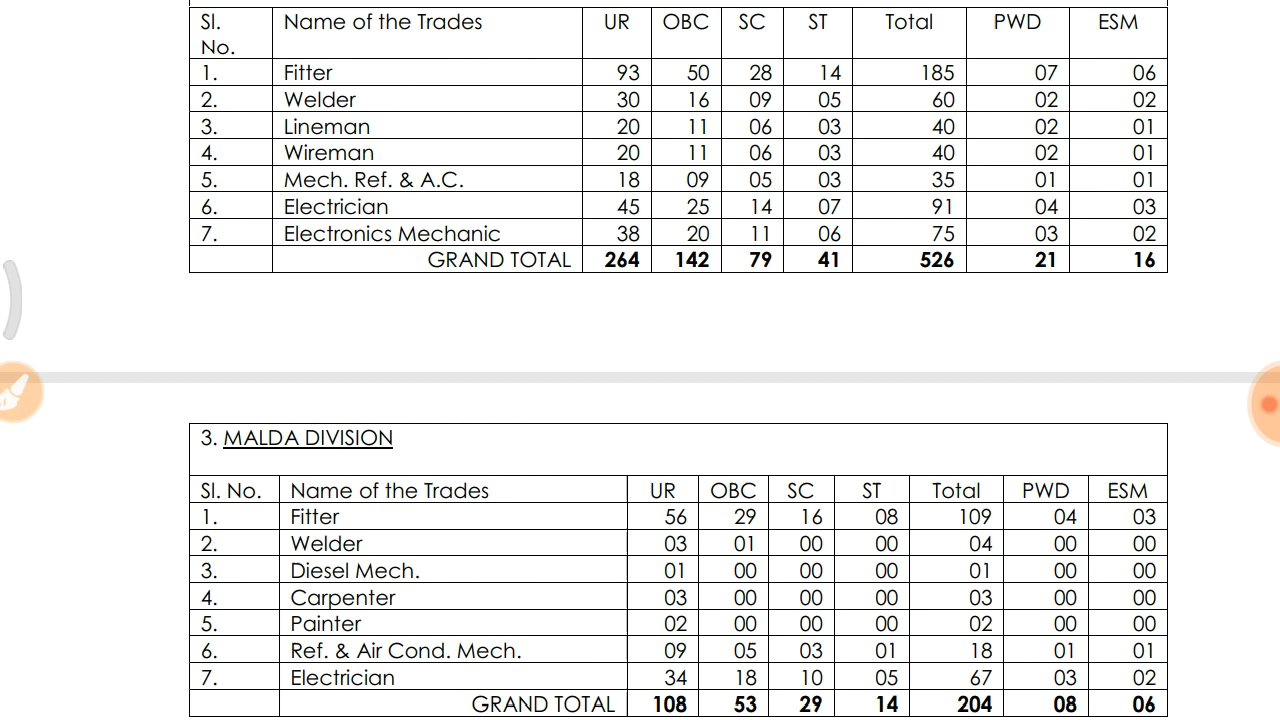 Sl. No. Name of the Trades UR OBC SC ST Total PWD ESM
1. Fitter 93 50 28 14 185 07 06
2. Welder 30 16 09 05 60 02 02
3. Lineman 20 11 06 03 40 02 01
4. Wireman 20 11 06 03 40 02 01
5. Mech. Ref. & A.C. 18 09 05 03 35 01 01
6. Electrician 45 25 14 07 91 04 03
7. Electronics Mechanic 38 20 11 06 75 03 02
GRAND TOTAL 264 142 79 41 526 21 16
3. MALDA DIVISION
Sl. No. Name of the Trades UR OBC SC ST Total PWD ESM
1. Fitter 56 29 16 08 109 04 03
2. Welder 03 01 00 00 04 00 00
3. Diesel Mech. 01 00 00 00 01 00 00
4. Carpenter 03 00 00 00 03 00 00
5. Painter 02 00 00 00 02 00 00
6. Ref. & Air Cond. Mech. 09 05 03 01 18 01 01
7. Electrician 34 18 10 05 67 03 02
GRAND TOTAL 108 53 29 14 204 08 06